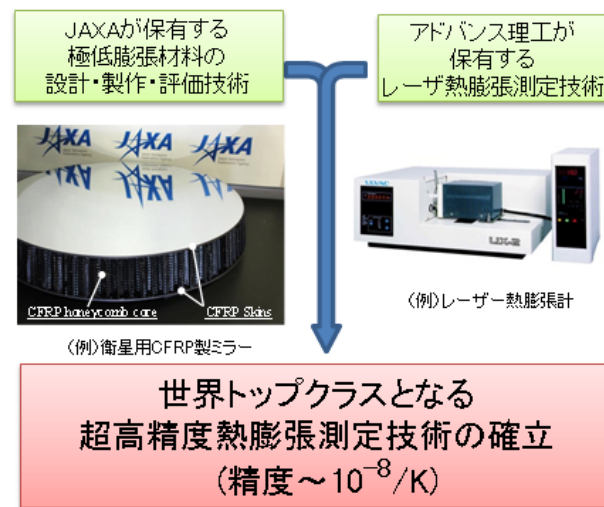 JAXAが保有する
極低膨張材料の
設計・製作・評価技術
アドバンス理工が
保有する
レーザ熱膨張測定技術
JAXA JAXA JAXA
CFRP honeycomb core
CFRP Skins
(例)衛星用CFRP製ミラー
ULVAC
LIX-2
(例)レーザー熱膨張計
世界トップクラスとなる
超高精度熱膨張測定技術の確立
(精度～10⁻⁸/K)